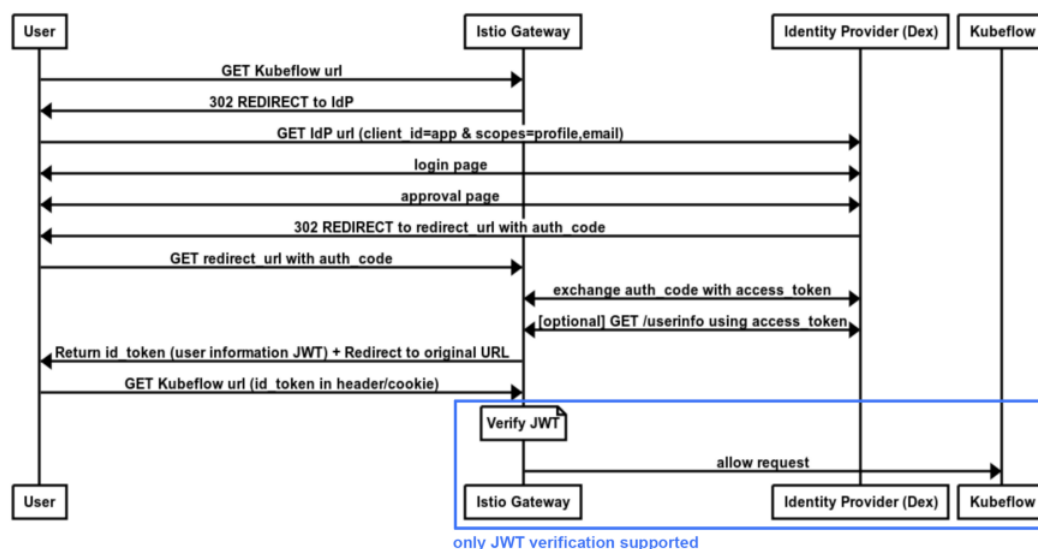 User Istio Gateway Identity Provider (Dex) Kubeflow
GET Kubeflow url
302 REDIRECT to IdP
GET IdP url (client_id=app & scopes=profile,email)
login page
approval page
302 REDIRECT to redirect_url with auth_code
GET redirect_url with auth_code
exchange auth_code with access_token
[optional] GET /userinfo using access_token
Return id_token (user information JWT) + Redirect to original URL
GET Kubeflow url (id_token in header/cookie)
Verify JWT
allow request
User Istio Gateway Identity Provider (Dex) Kubeflow
only JWT verification supported